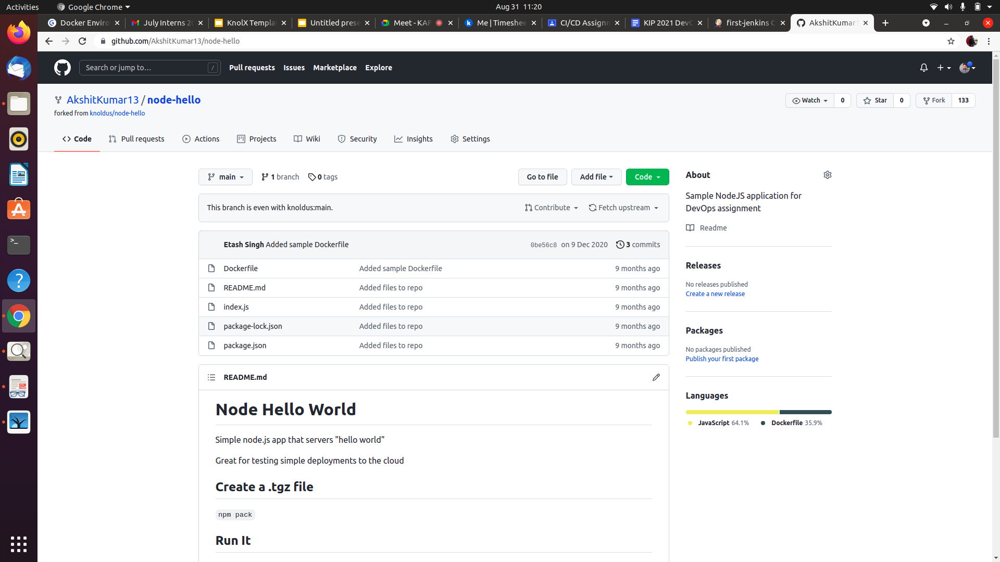 Activities Google Chrome Aug 31 11:20
Docker Enviro July Interns 20 KnolX Templa Untitled prese Meet - KAF Me | Timeshee CI/CD Assignm KIP 2021 DevO first-jenkins C AkshitKumar1
github.com/AkshitKumar13/node-hello
Search or jump to… / Pull requests Issues Marketplace Explore
AkshitKumar13 / node-hello Watch 0 Star 0 Fork 133
forked from knoldus/node-hello
Code Pull requests Actions Projects Wiki Security Insights Settings
main 1 branch 0 tags Go to file Add file Code
This branch is even with knoldus:main. Contribute Fetch upstream
Etash Singh Added sample Dockerfile 0be56c8 on 9 Dec 2020 3 commits
Dockerfile Added sample Dockerfile 9 months ago
README.md Added files to repo 9 months ago
index.js Added files to repo 9 months ago
package-lock.json Added files to repo 9 months ago
package.json Added files to repo 9 months ago
README.md
Node Hello World
Simple node.js app that servers "hello world"
Great for testing simple deployments to the cloud
Create a .tgz file
npm pack
Run It
About
Sample NodeJS application for
DevOps assignment
Readme
Releases
No releases published
Create a new release
Packages
No packages published
Publish your first package
Languages
JavaScript 64.1% Dockerfile 35.9%